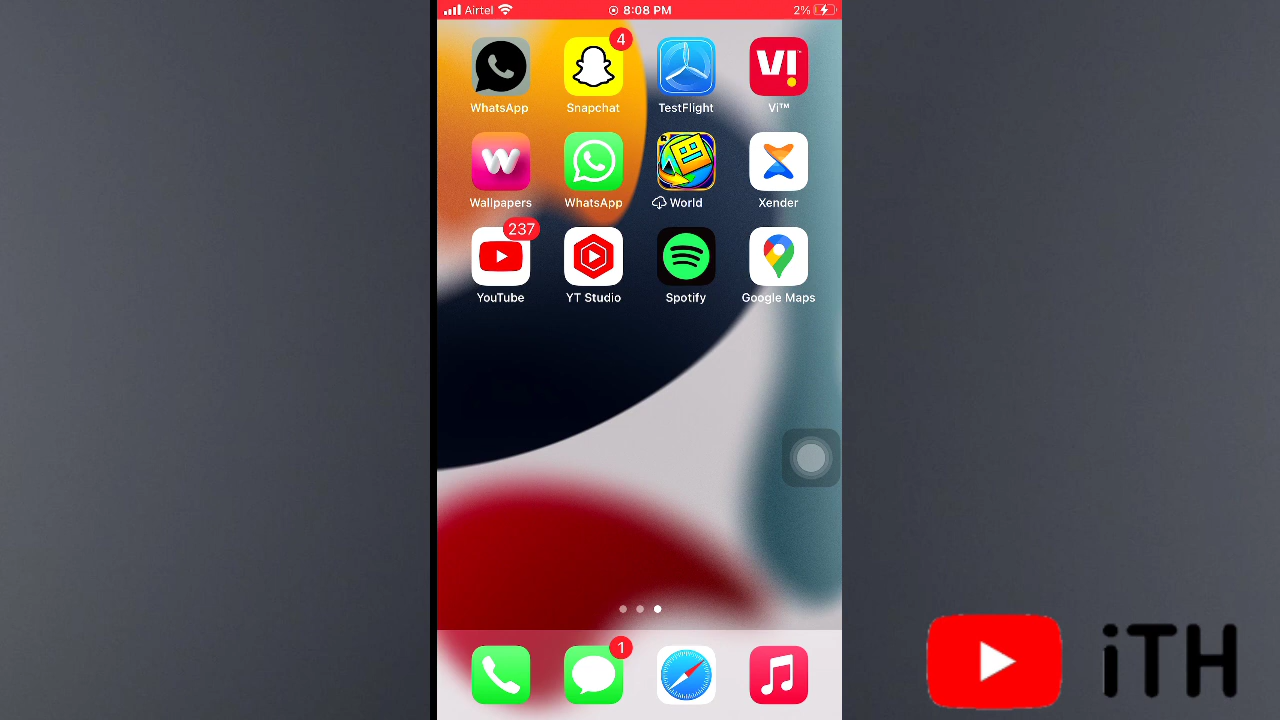 Airtel 8:08 PM 2%
4
VI
WhatsApp Snapchat TestFlight Vi™
W
Wallpapers WhatsApp World Xender
237
YouTube YT Studio Spotify Google Maps
1
iTH